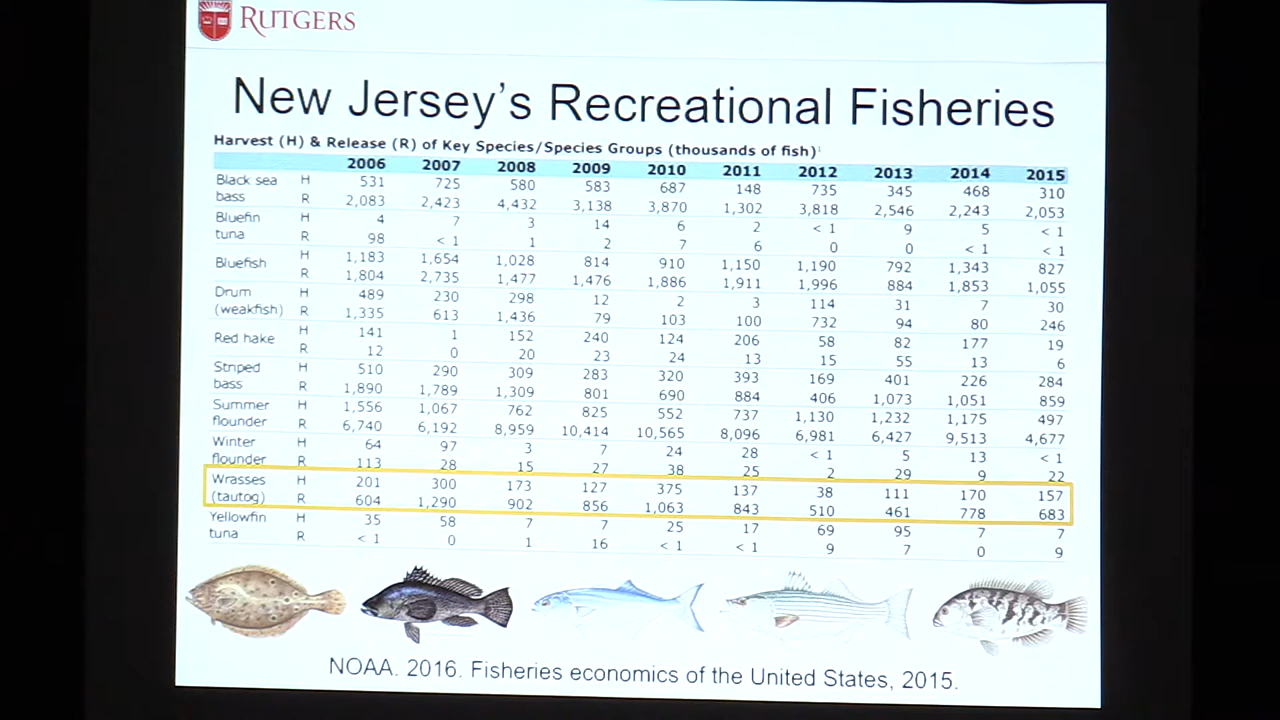 RUTGERS
New Jersey's Recreational Fisheries
Harvest (H) & Release (R) of Key Species/Species Groups (thousands of fish)¹
2006 2007 2008 2009 2010 2011 2012 2013 2014 2015
Black sea H 531 725 580 583 687 148 735 345 468 310
bass R 2,083 2,423 4,432 3,138 3,870 1,302 3,818 2,546 2,243 2,053
Bluefin H 4 7 3 14 6 2 < 1 9 5 < 1
tuna R 98 < 1 1 2 7 6 0 0 < 1 < 1
Bluefish H 1,183 1,654 1,028 814 910 1,150 1,190 792 1,343 827
R 1,804 2,735 1,477 1,476 1,886 1,911 1,996 884 1,853 1,055
Drum H 489 230 298 12 2 3 114 31 7 30
(weakfish) R 1,335 613 1,436 79 103 100 732 94 80 246
Red hake H 141 1 152 240 124 206 58 82 177 19
R 12 0 20 23 24 13 15 55 13 6
Striped H 510 290 309 283 320 393 169 401 226 284
bass R 1,890 1,789 1,309 801 690 884 406 1,073 1,051 859
Summer H 1,556 1,067 762 825 552 737 1,130 1,232 1,175 497
flounder R 6,740 6,192 8,959 10,414 10,565 8,096 6,981 6,427 9,513 4,677
Winter H 64 97 3 7 24 28 < 1 5 13 < 1
flounder R 113 28 15 27 38 25 2 29 9 22
Wrasses H 201 300 173 127 375 137 38 111 170 157
(tautog) R 604 1,290 902 856 1,063 843 510 461 778 683
Yellowfin H 35 58 7 7 25 17 69 95 7 7
tuna R < 1 0 1 16 < 1 < 1 9 7 0 9
NOAA. 2016. Fisheries economics of the United States, 2015.